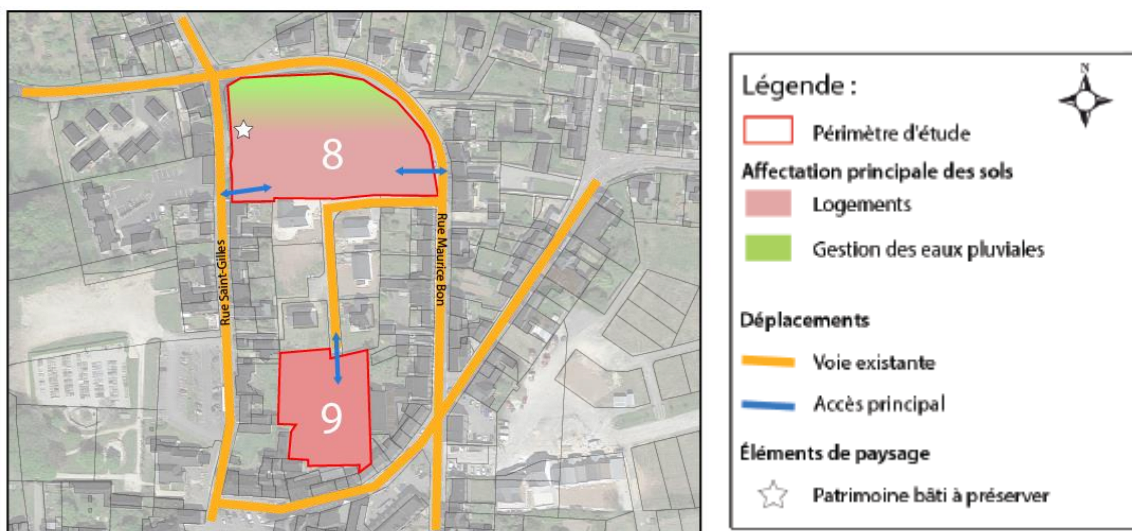 8
Rue Saint-Gilles
Rue Maurice Bon
9
N
Légende :
Périmètre d'étude
Affectation principale des sols
Logements
Gestion des eaux pluviales
Déplacements
Voie existante
Accès principal
Éléments de paysage
Patrimoine bâti à préserver